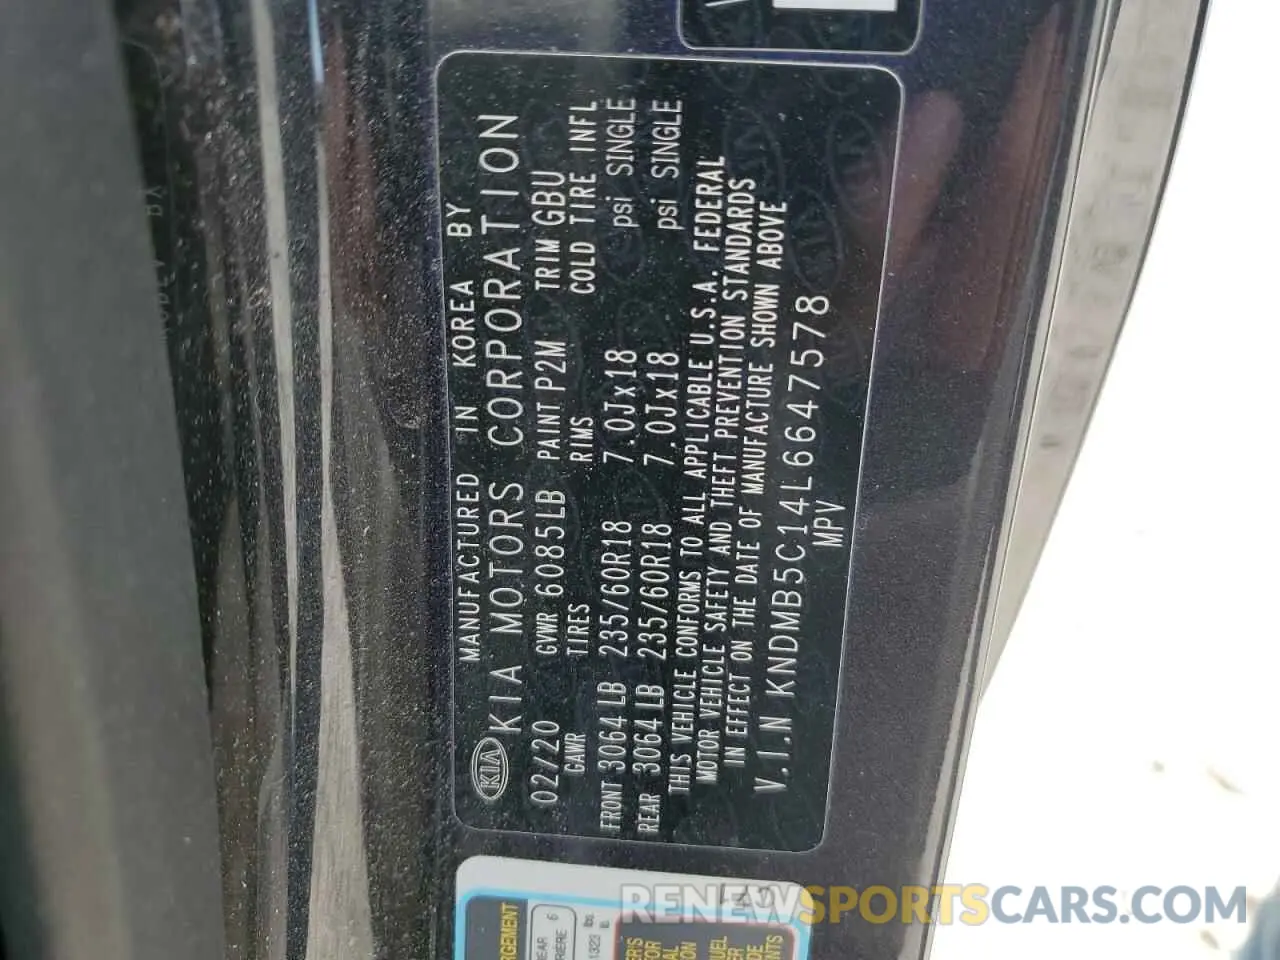 MANUFACTURED IN KOREA BY
KIA KIA MOTORS CORPORATION
02/20 GVWR 6085LB PAINT P2M TRIM GBU
GAWR TIRES RIMS COLD TIRE INFL
FRONT 3064LB 235/60R18 7.0Jx18 psi SINGLE
REAR 3064LB 235/60R18 7.0Jx18 psi SINGLE
THIS VEHICLE CONFORMS TO ALL APPLICABLE U.S.A. FEDERAL
MOTOR VEHICLE SAFETY AND THEFT PREVENTION STANDARDS
IN EFFECT ON THE DATE OF MANUFACTURE SHOWN ABOVE
V.I.N KNDMB5C14L6647578
MPV
RENEWSPORTSCARS.COM